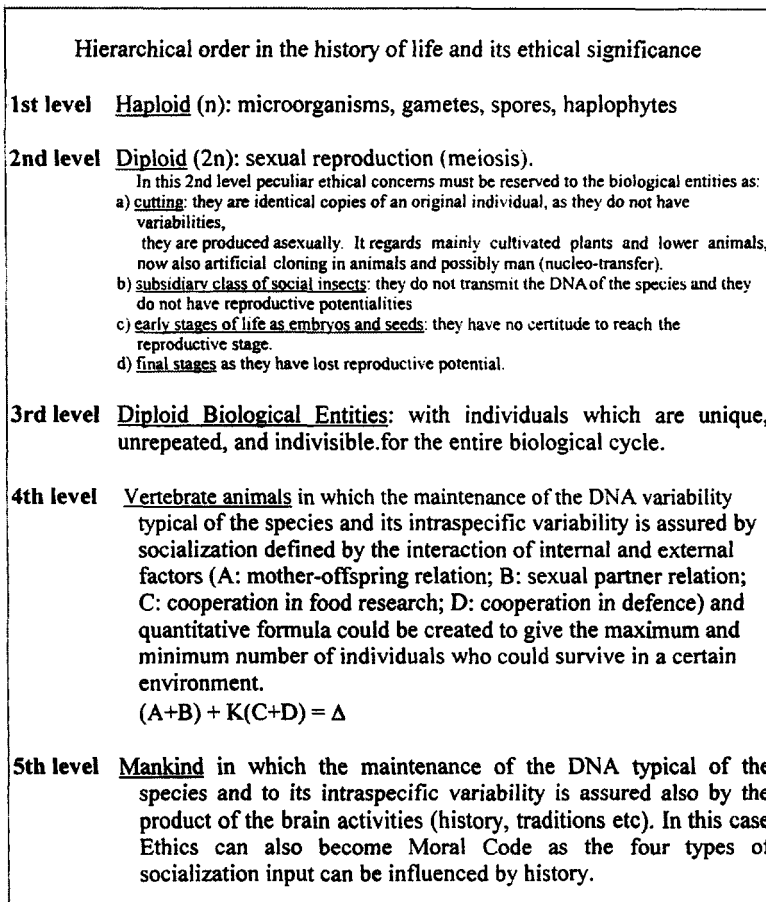 Hierarchical order in the history of life and its ethical significance
1st level Haploid (n): microorganisms, gametes, spores, haplophytes
2nd level Diploid (2n): sexual reproduction (meiosis).
In this 2nd level peculiar ethical concerns must be reserved to the biological entities as:
a) cutting: they are identical copies of an original individual, as they do not have
variabilities,
they are produced asexually. It regards mainly cultivated plants and lower animals,
now also artificial cloning in animals and possibly man (nucleo-transfer).
b) subsidiary class of social insects: they do not transmit the DNA of the species and they
do not have reproductive potentialities
c) early stages of life as embryos and seeds: they have no certitude to reach the
reproductive stage.
d) final stages as they have lost reproductive potential.
3rd level Diploid Biological Entities: with individuals which are unique,
unrepeated, and indivisible.for the entire biological cycle.
4th level Vertebrate animals in which the maintenance of the DNA variability
typical of the species and its intraspecific variability is assured by
socialization defined by the interaction of internal and external
factors (A: mother-offspring relation; B: sexual partner relation;
C: cooperation in food research; D: cooperation in defence) and
quantitative formula could be created to give the maximum and
minimum number of individuals who could survive in a certain
environment.
(A+B) + K(C+D) = Δ
5th level Mankind in which the maintenance of the DNA typical of the
species and to its intraspecific variability is assured also by the
product of the brain activities (history, traditions etc). In this case
Ethics can also become Moral Code as the four types of
socialization input can be influenced by history.